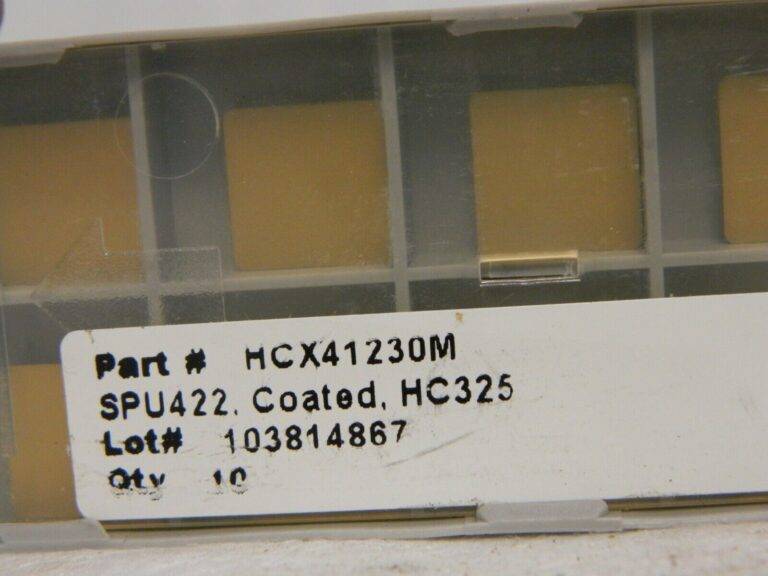 Part # HCX41230M
SPU422, Coated, HC325
Lot# 103814867
Qty 10